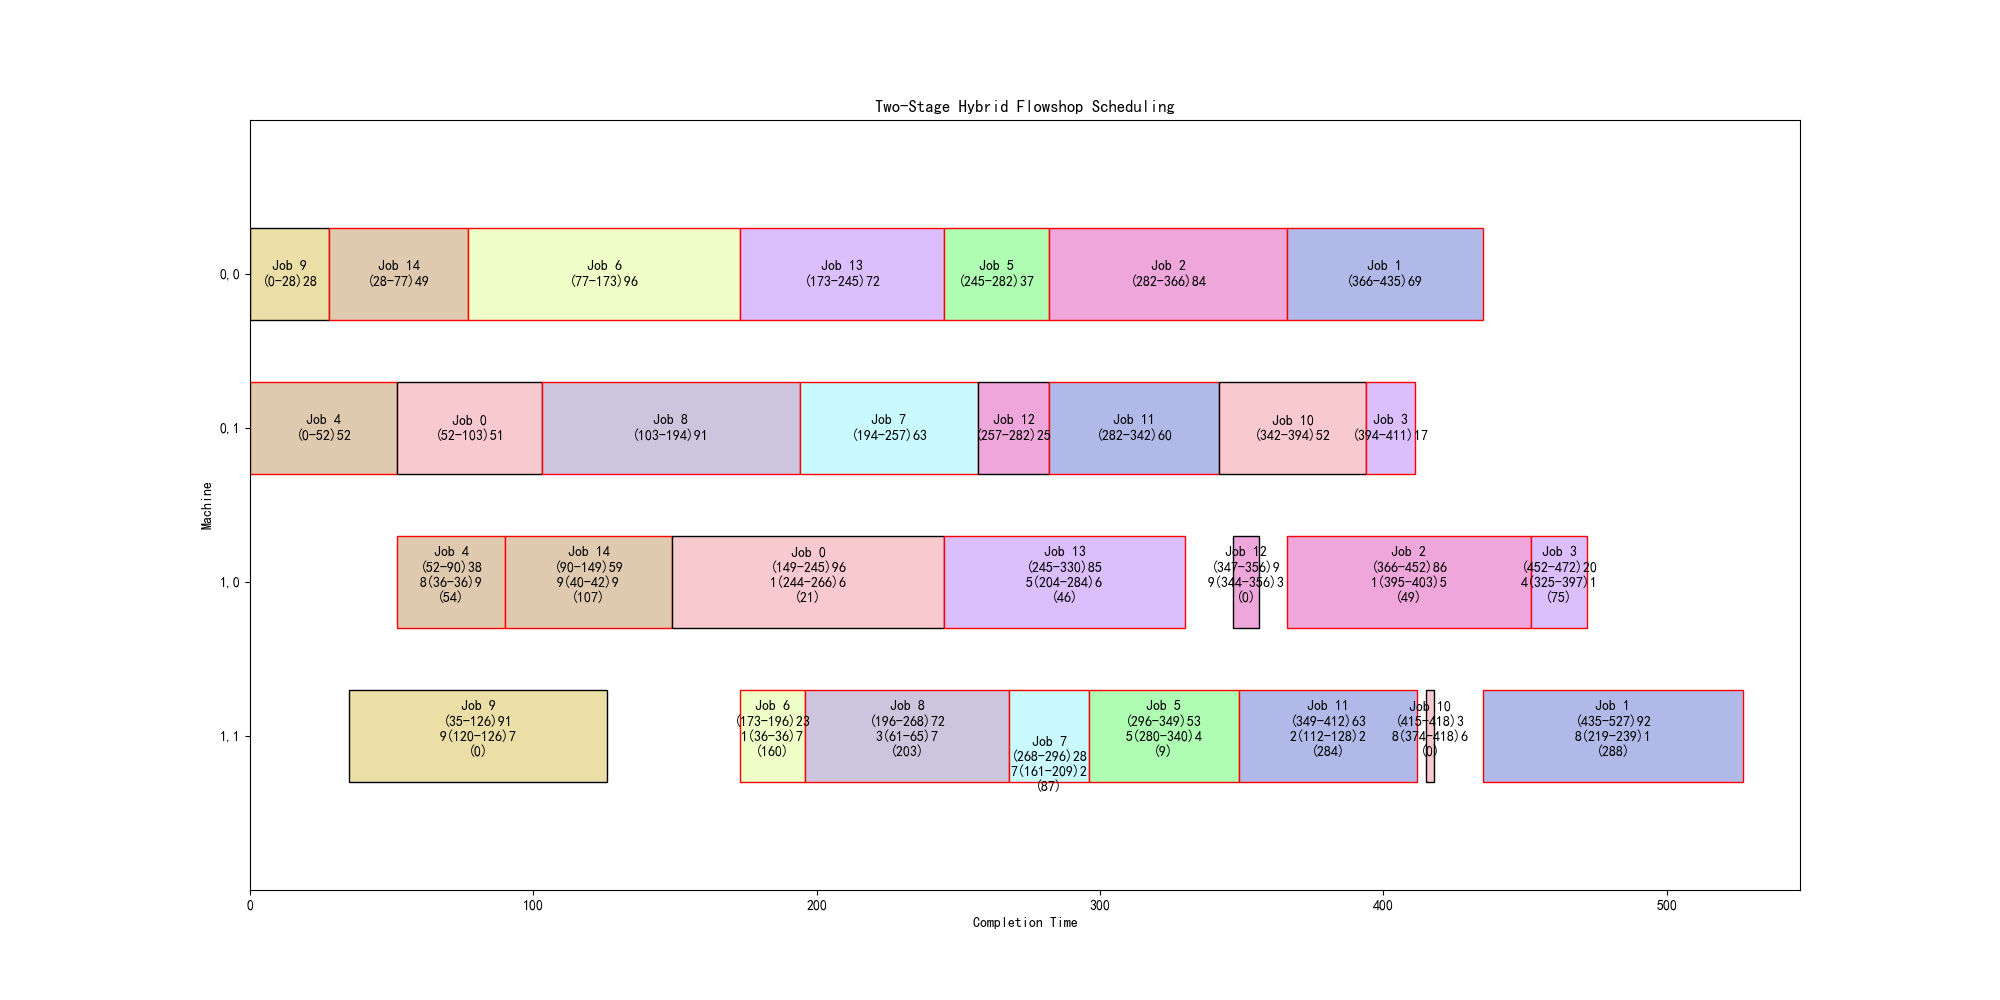 Two-Stage Hybrid Flowshop Scheduling
Machine
0,0
Job 9
(0-28)28
Job 14
(28-77)49
Job 6
(77-173)96
Job 13
(173-245)72
Job 5
(245-282)37
Job 2
(282-366)84
Job 1
(366-435)69
0,1
Job 4
(0-52)52
Job 0
(52-103)51
Job 8
(103-194)91
Job 7
(194-257)63
Job 12
(257-282)25
Job 11
(282-342)60
Job 10
(342-394)52
Job 3
(394-411)17
1,0
Job 4
(52-90)38
8(36-36)9
(54)
Job 14
(90-149)59
9(40-42)9
(107)
Job 0
(149-245)96
1(244-266)6
(21)
Job 13
(245-330)85
5(204-284)6
(46)
Job 12
(347-356)9
9(344-356)3
(0)
Job 2
(366-452)86
1(395-403)5
(49)
Job 3
(452-472)20
4(325-397)1
(75)
1,1
Job 9
(35-126)91
9(120-126)7
(0)
Job 6
(173-196)23
1(36-36)7
(160)
Job 8
(196-268)72
3(61-65)7
(203)
Job 7
(268-296)28
7(161-209)2
(87)
Job 5
(296-349)53
5(280-340)4
(9)
Job 11
(349-412)63
2(112-128)2
(284)
Job 10
(415-418)3
8(374-418)6
(0)
Job 1
(435-527)92
8(219-239)1
(288)
0
100
200
300
400
500
Completion Time